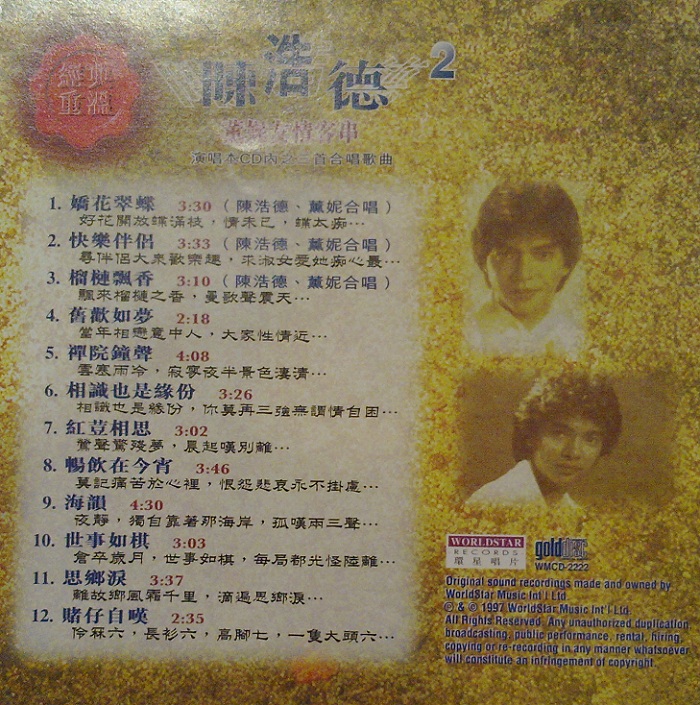 經典
重溫
陳浩德 2
薰妮友情客串
演唱本CD內之三首合唱歌曲
1. 嬌花翠蝶 3:30 (陳浩德、薰妮合唱)
好花開放蝶滿枝，情未已，蝶太痴…
2. 快樂伴侶 3:33 (陳浩德、薰妮合唱)
尋伴侶大眾歡樂趣，求淑女愛她痴心最…
3. 榴槤飄香 3:10 (陳浩德、薰妮合唱)
飄來榴槤之香，曼歌聲震天…
4. 舊歡如夢 2:18
當年相戀意中人，大家性情近…
5. 禪院鐘聲 4:08
雲寒雨冷，寂寥夜半景色淒清…
6. 相識也是緣份 3:26
相識也是緣份，你莫再三強無謂情自困…
7. 紅荳相思 3:02
鶯聲驚殘夢，晨起嘆別離…
8. 暢飲在今宵 3:46
莫記痛苦於心裡，恨怨悲哀永不掛慮…
9. 海韻 4:30
夜靜，獨自靠著那海岸，孤嘆兩三聲…
10. 世事如棋 3:03
倉卒歲月，世事如棋，每局都光怪陸離…
11. 思鄉淚 3:37
離故鄉風霜千里，滴遍思鄉淚…
12. 賭仔自嘆 2:35
伶冧六，長衫六，高腳七，一隻大頭六…
WORLDSTAR
RECORDS
環星唱片
golddisc
WMCD-2222
Original sound recordings made and owned by
WorldStar Music Int'l Ltd.
℗ & © 1997 WorldStar Music Int'l Ltd.
All Rights Reserved. Any unauthorized duplication,
broadcasting, public performance, rental, hiring,
copying or re-recording in any manner whatsoever
will constitute an infringement of copyright.